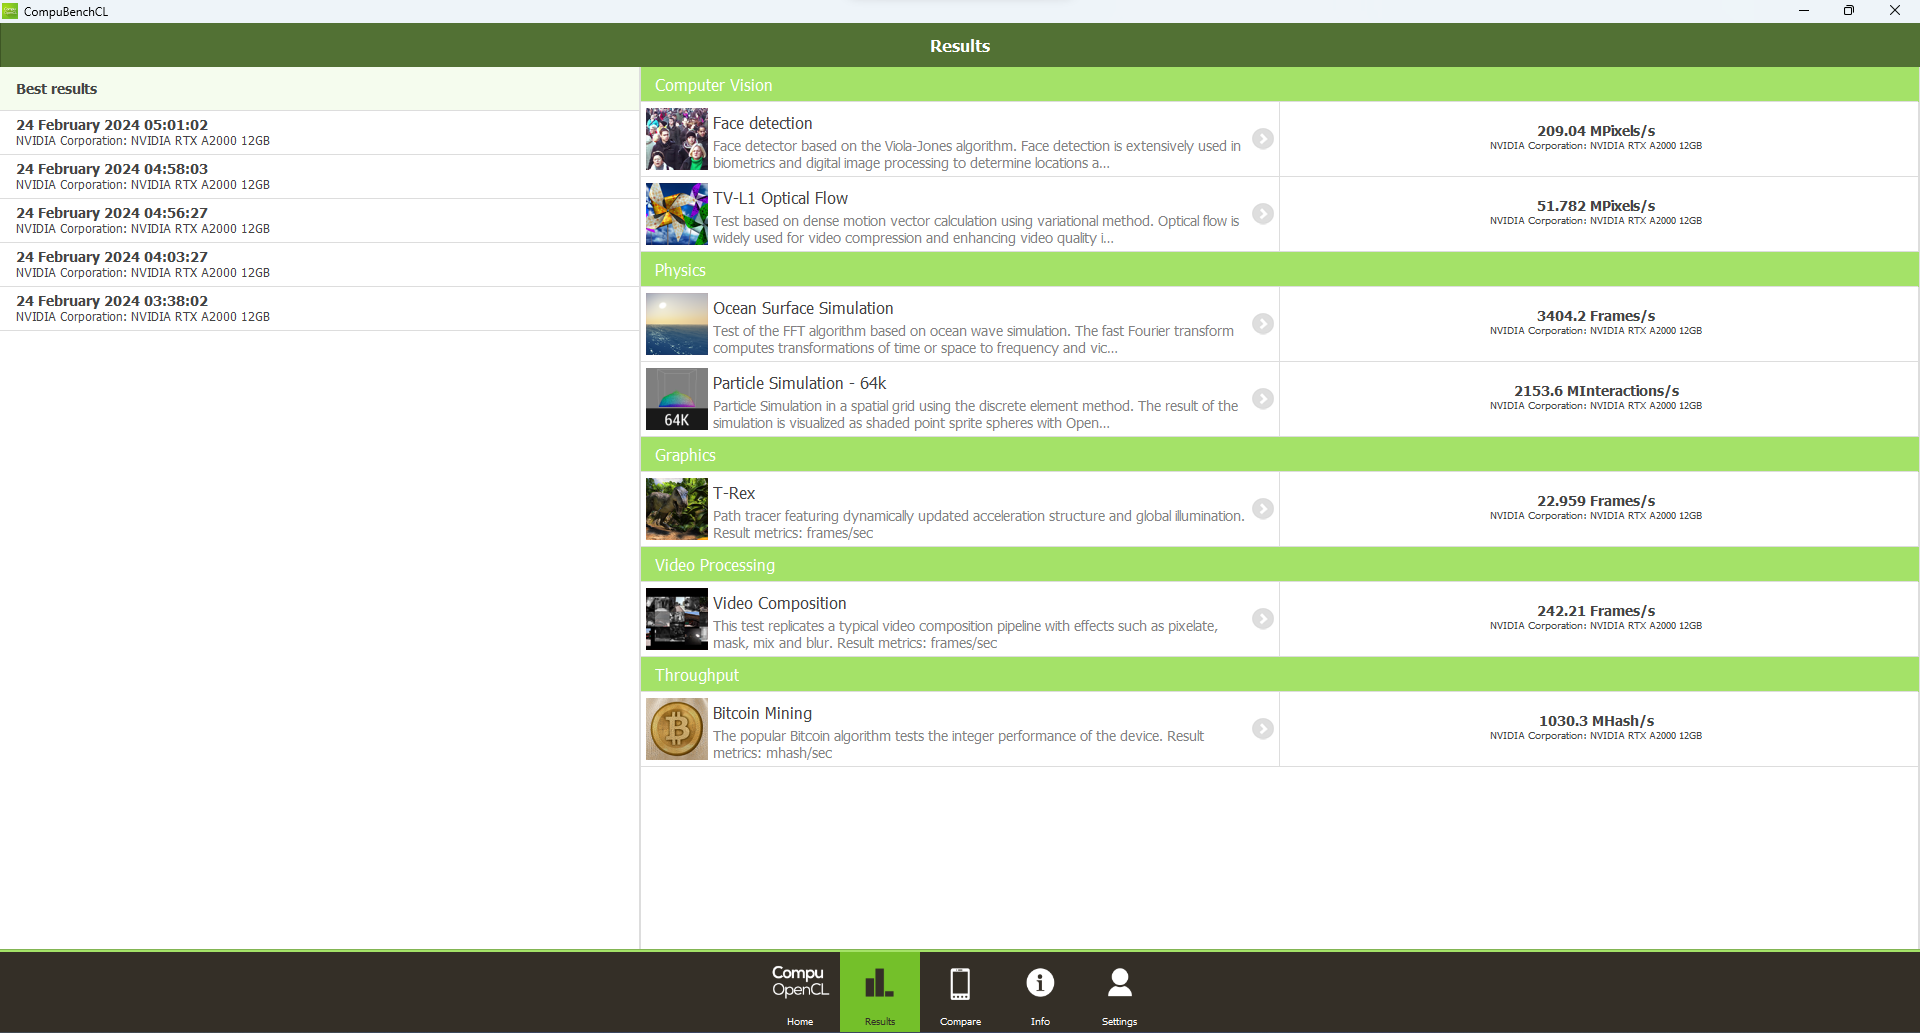 CompuBenchCL
Results
Best results
24 February 2024 05:01:02
NVIDIA Corporation: NVIDIA RTX A2000 12GB
24 February 2024 04:58:03
NVIDIA Corporation: NVIDIA RTX A2000 12GB
24 February 2024 04:56:27
NVIDIA Corporation: NVIDIA RTX A2000 12GB
24 February 2024 04:03:27
NVIDIA Corporation: NVIDIA RTX A2000 12GB
24 February 2024 03:38:02
NVIDIA Corporation: NVIDIA RTX A2000 12GB
Computer Vision
Face detection
Face detector based on the Viola-Jones algorithm. Face detection is extensively used in
biometrics and digital image processing to determine locations a...
209.04 MPixels/s
NVIDIA Corporation: NVIDIA RTX A2000 12GB
TV-L1 Optical Flow
Test based on dense motion vector calculation using variational method. Optical flow is
widely used for video compression and enhancing video quality i...
51.782 MPixels/s
NVIDIA Corporation: NVIDIA RTX A2000 12GB
Physics
Ocean Surface Simulation
Test of the FFT algorithm based on ocean wave simulation. The fast Fourier transform
computes transformations of time or space to frequency and vic...
3404.2 Frames/s
NVIDIA Corporation: NVIDIA RTX A2000 12GB
64K
Particle Simulation - 64k
Particle Simulation in a spatial grid using the discrete element method. The result of the
simulation is visualized as shaded point sprite spheres with Open...
2153.6 MInteractions/s
NVIDIA Corporation: NVIDIA RTX A2000 12GB
Graphics
T-Rex
Path tracer featuring dynamically updated acceleration structure and global illumination.
Result metrics: frames/sec
22.959 Frames/s
NVIDIA Corporation: NVIDIA RTX A2000 12GB
Video Processing
Video Composition
This test replicates a typical video composition pipeline with effects such as pixelate,
mask, mix and blur. Result metrics: frames/sec
242.21 Frames/s
NVIDIA Corporation: NVIDIA RTX A2000 12GB
Throughput
Bitcoin Mining
The popular Bitcoin algorithm tests the integer performance of the device. Result
metrics: mhash/sec
1030.3 MHash/s
NVIDIA Corporation: NVIDIA RTX A2000 12GB
Compu
OpenCL
Home
Results
Compare
Info
Settings